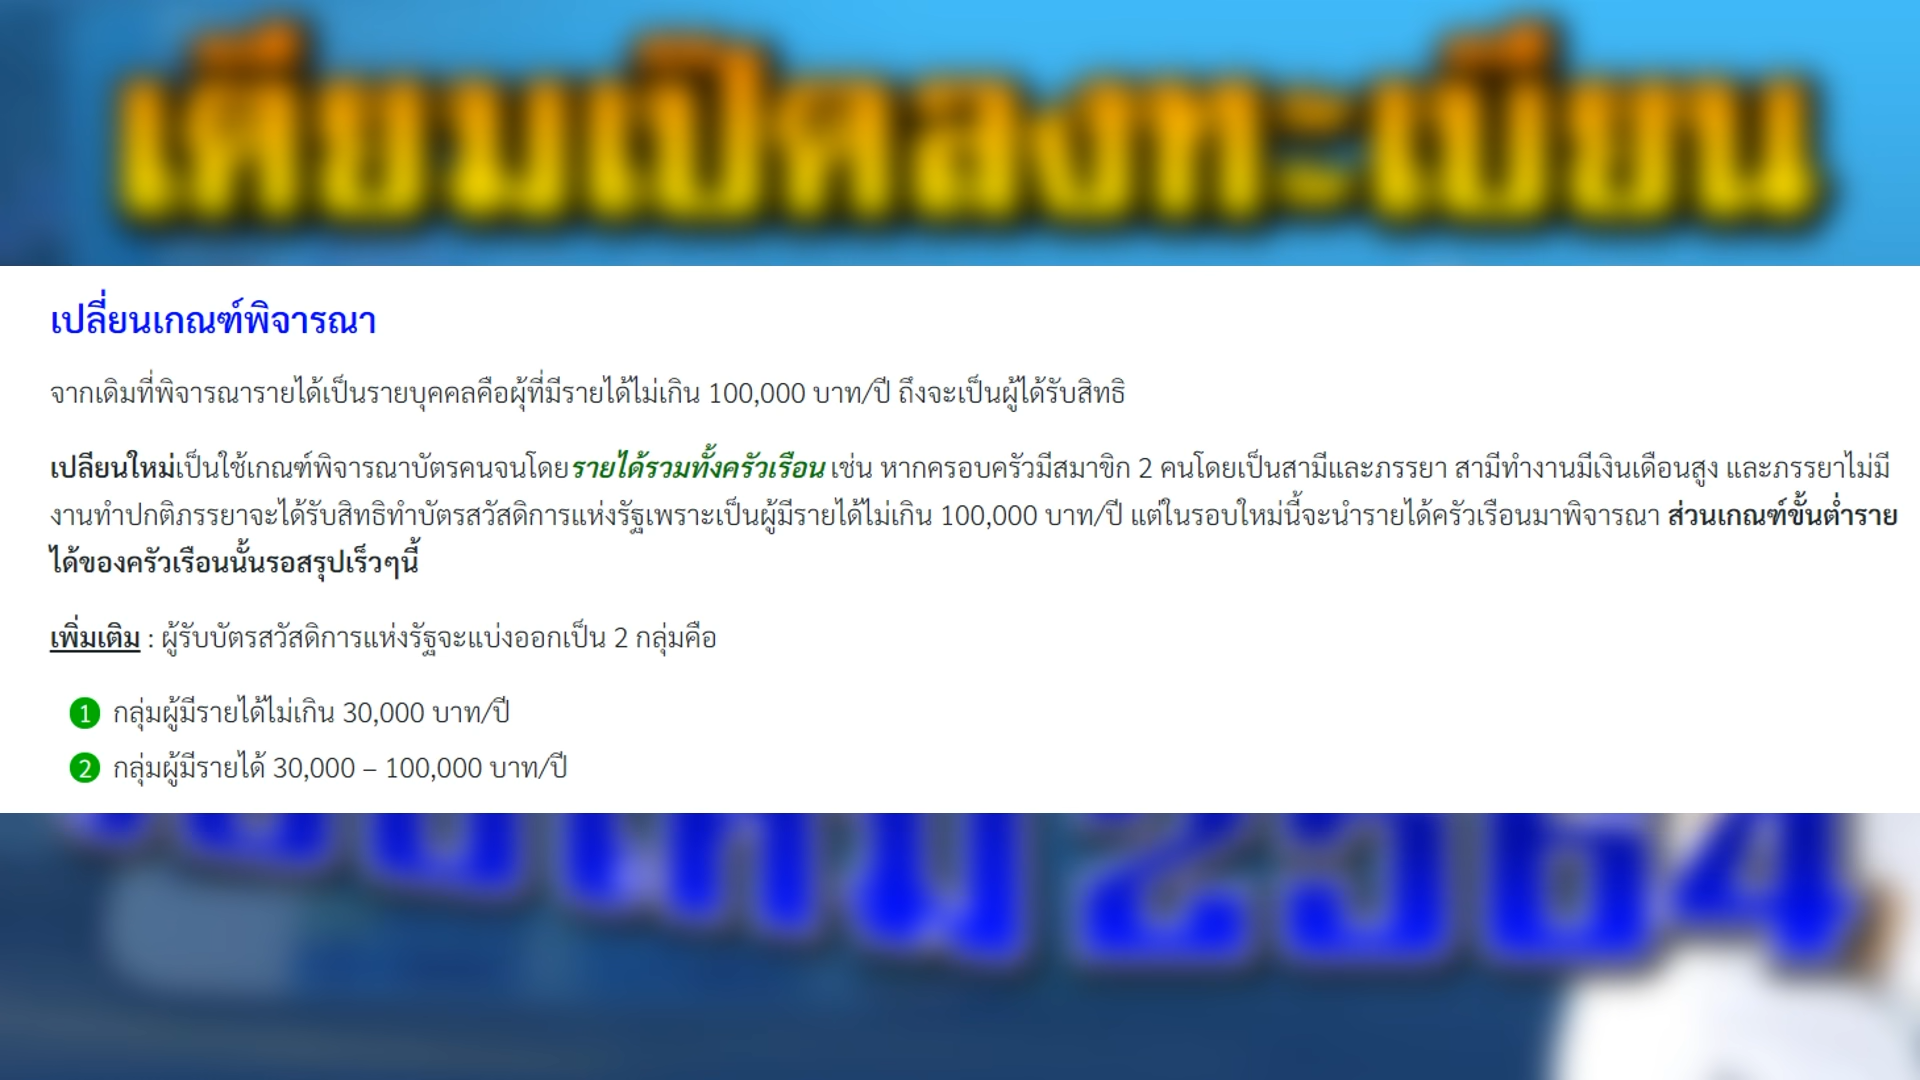 เตรียมเปิดลงทะเบียน
เปลี่ยนเกณฑ์พิจารณา
จากเดิมที่พิจารณารายได้เป็นรายบุคคลคือผุ้ที่มีรายได้ไม่เกิน 100,000 บาท/ปี ถึงจะเป็นผู้ได้รับสิทธิ
เปลียนใหม่เป็นใช้เกณฑ์พิจารณาบัตรคนจนโดยรายได้รวมทั้งครัวเรือน เช่น หากครอบครัวมีสมาชิก 2 คนโดยเป็นสามีและภรรยา สามีทำงานมีเงินเดือนสูง และภรรยาไม่มี
งานทำปกติภรรยาจะได้รับสิทธิทำบัตรสวัสดิการแห่งรัฐเพราะเป็นผู้มีรายได้ไม่เกิน 100,000 บาท/ปี แต่ในรอบใหม่นี้จะนำรายได้ครัวเรือนมาพิจารณา ส่วนเกณฑ์ขั้นต่ำราย
ได้ของครัวเรือนนั้นรอสรุปเร็วๆนี้
เพิ่มเติม : ผู้รับบัตรสวัสดิการแห่งรัฐจะแบ่งออกเป็น 2 กลุ่มคือ
1 กลุ่มผู้มีรายได้ไม่เกิน 30,000 บาท/ปี
2 กลุ่มผู้มีรายได้ 30,000 – 100,000 บาท/ปี
2564